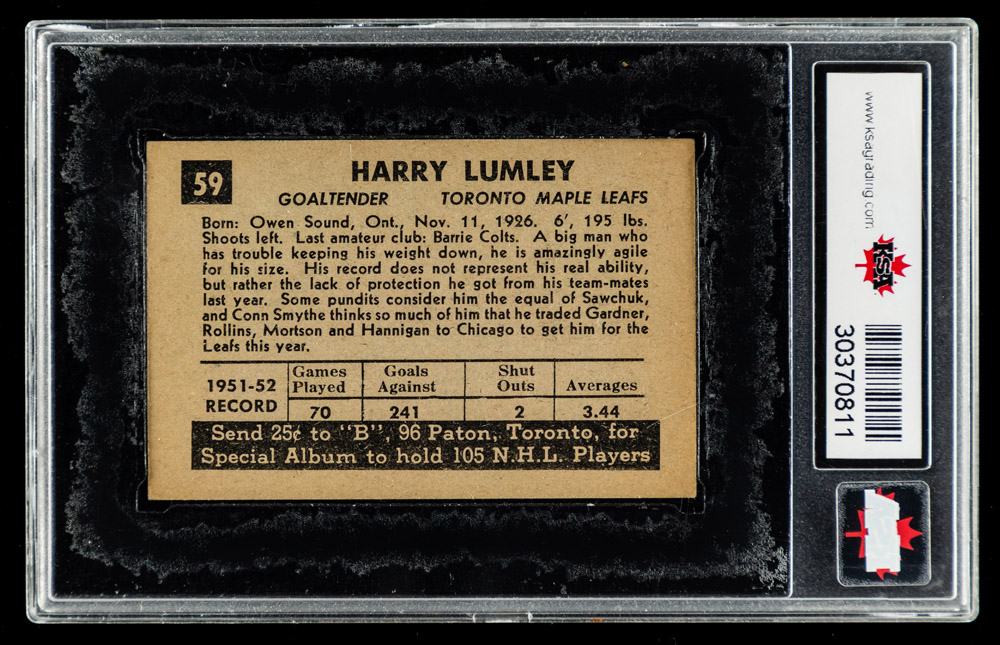 59
HARRY LUMLEY
GOALTENDER TORONTO MAPLE LEAFS
Born: Owen Sound, Ont., Nov. 11, 1926. 6', 195 lbs.
Shoots left. Last amateur club: Barrie Colts. A big man who
has trouble keeping his weight down, he is amazingly agile
for his size. His record does not represent his real ability,
but rather the lack of protection he got from his team-mates
last year. Some pundits consider him the equal of Sawchuk,
and Conn Smythe thinks so much of him that he traded Gardner,
Rollins, Mortson and Hannigan to Chicago to get him for the
Leafs this year.
1951-52 RECORD
Games Played Goals Against Shut Outs Averages
70 241 2 3.44
Send 25¢ to "B", 96 Paton, Toronto, for
Special Album to hold 105 N.H.L. Players
www.ksagrading.com
KSA
30370811